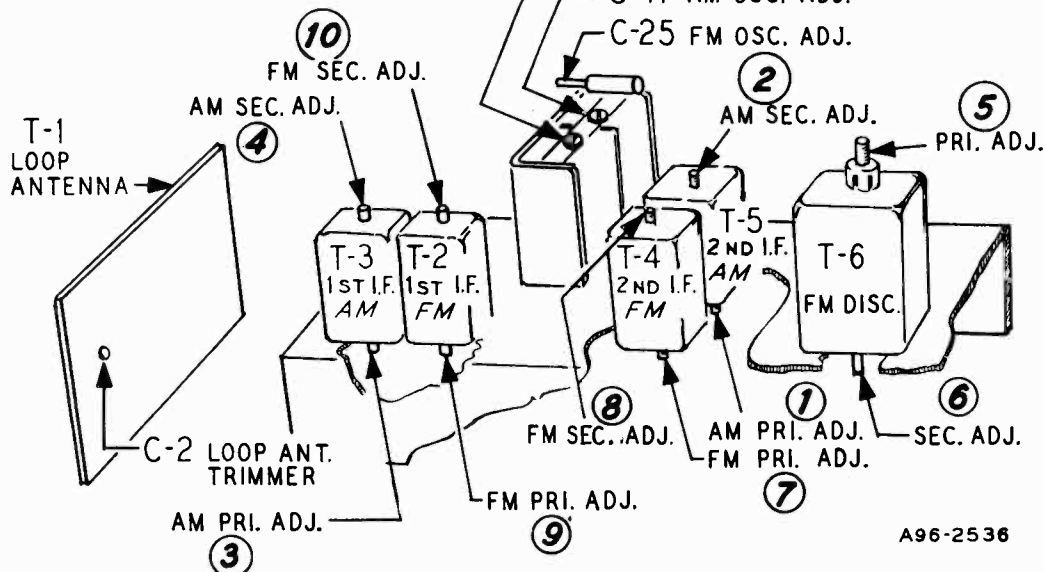 AM OSC. ADJ.
C-25 FM OSC. ADJ.
10
FM SEC. ADJ.
2
AM SEC. ADJ.
AM SEC. ADJ.
4
5
PRI. ADJ.
T-1
LOOP
ANTENNA
T-3
1ST I.F.
AM
T-2
1ST I.F.
FM
T-4
2ND I.F.
FM
T-5
2ND I.F.
AM
T-6
FM DISC.
C-2 LOOP ANT.
TRIMMER
8
FM SEC. ADJ.
1
AM PRI. ADJ.
FM PRI. ADJ.
7
6
SEC. ADJ.
AM PRI. ADJ.
3
FM PRI. ADJ.
9
A96-2536